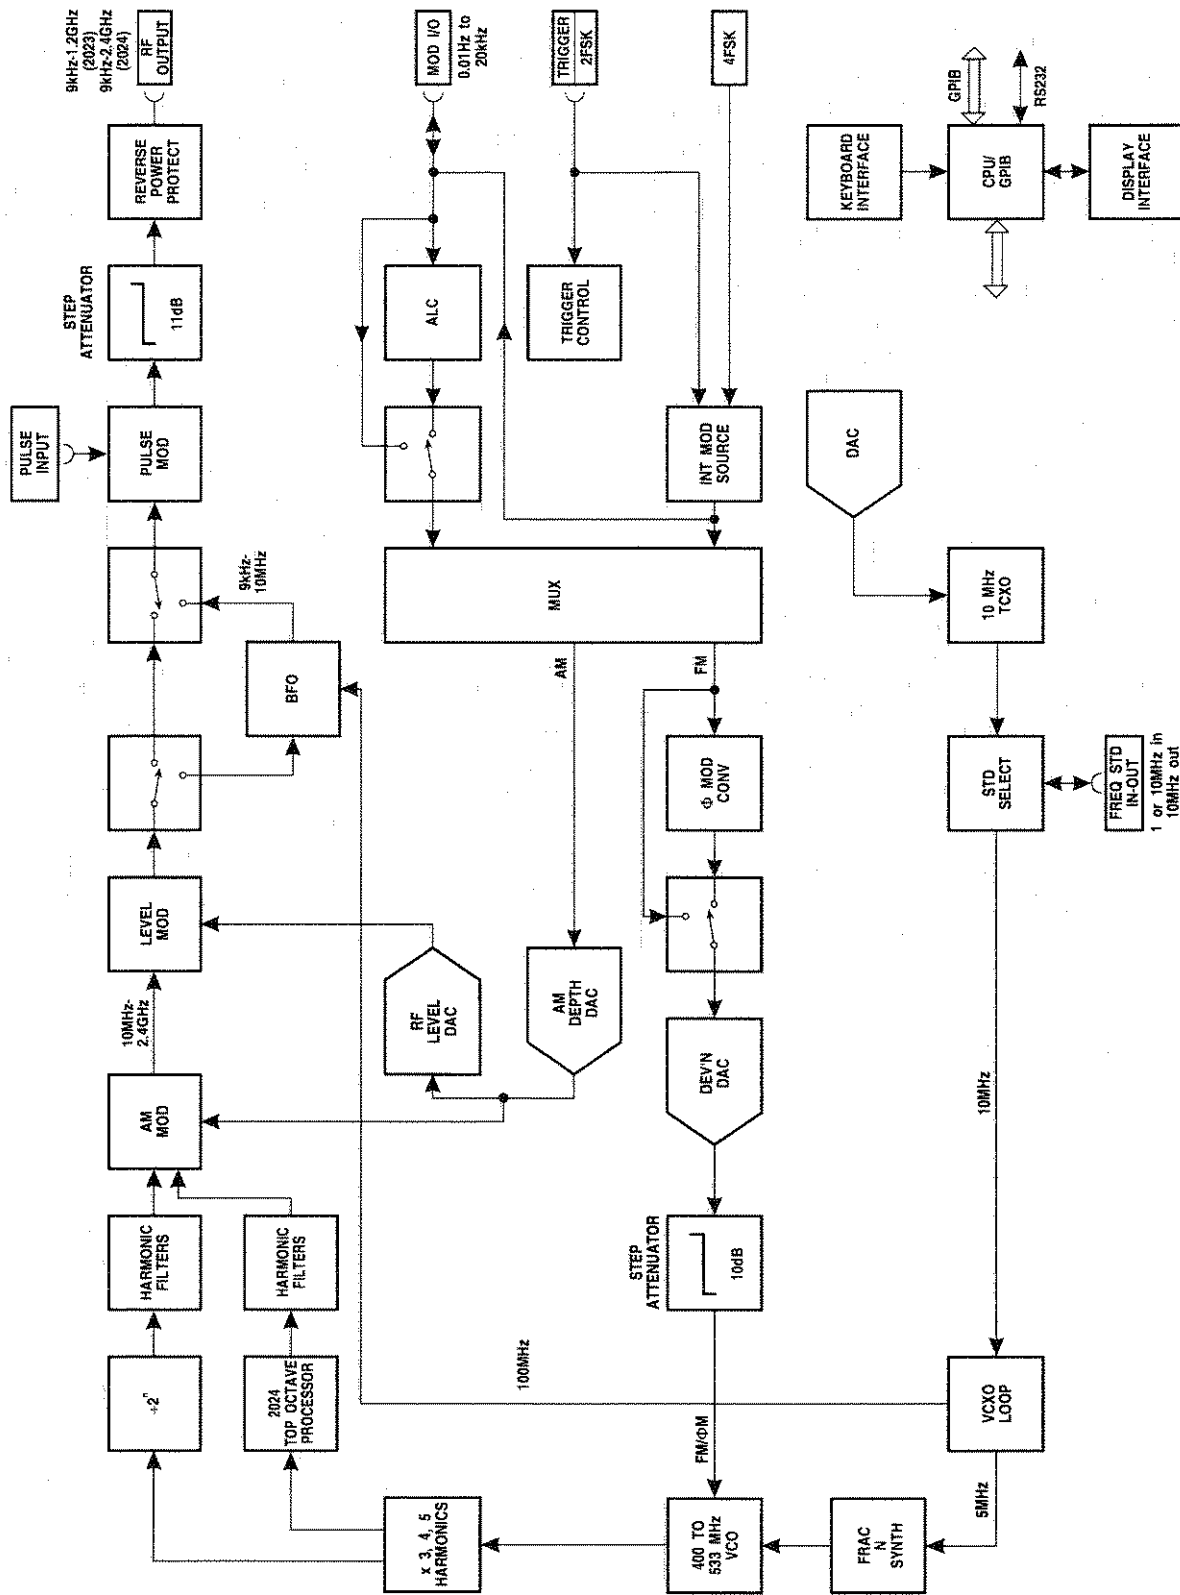 9kHz-1.2GHz
(2023)
9kHz-2.4GHz
(2024)
RF
OUTPUT
REVERSE
POWER
PROTECT
STEP
ATTENUATOR
11dB
PULSE
INPUT
PULSE
MOD
9kHz-
10MHz
BFO
LEVEL
MOD
10MHz-
2.4GHz
AM
MOD
HARMONIC
FILTERS
HARMONIC
FILTERS
÷2ⁿ
2024
TOP OCTAVE
PROCESSOR
x 3, 4, 5
HARMONICS
MOD I/O
0.01Hz to
20kHz
ALC
TRIGGER
2FSK
TRIGGER
CONTROL
4FSK
INT MOD
SOURCE
MUX
AM
FM
RF
LEVEL
DAC
AM
DEPTH
DAC
Φ MOD
CONV
DEV'N
DAC
STEP
ATTENUATOR
10dB
100MHz
FM/ΦM
400 TO
533 MHz
VCO
KEYBOARD
INTERFACE
GPIB
RS232
CPU/
GPIB
DISPLAY
INTERFACE
DAC
10 MHz
TCXO
STD
SELECT
FREQ STD
IN-OUT
1 or 10MHz in
10MHz out
10MHz
VCXO
LOOP
5MHz
FRAC
N
SYNTH